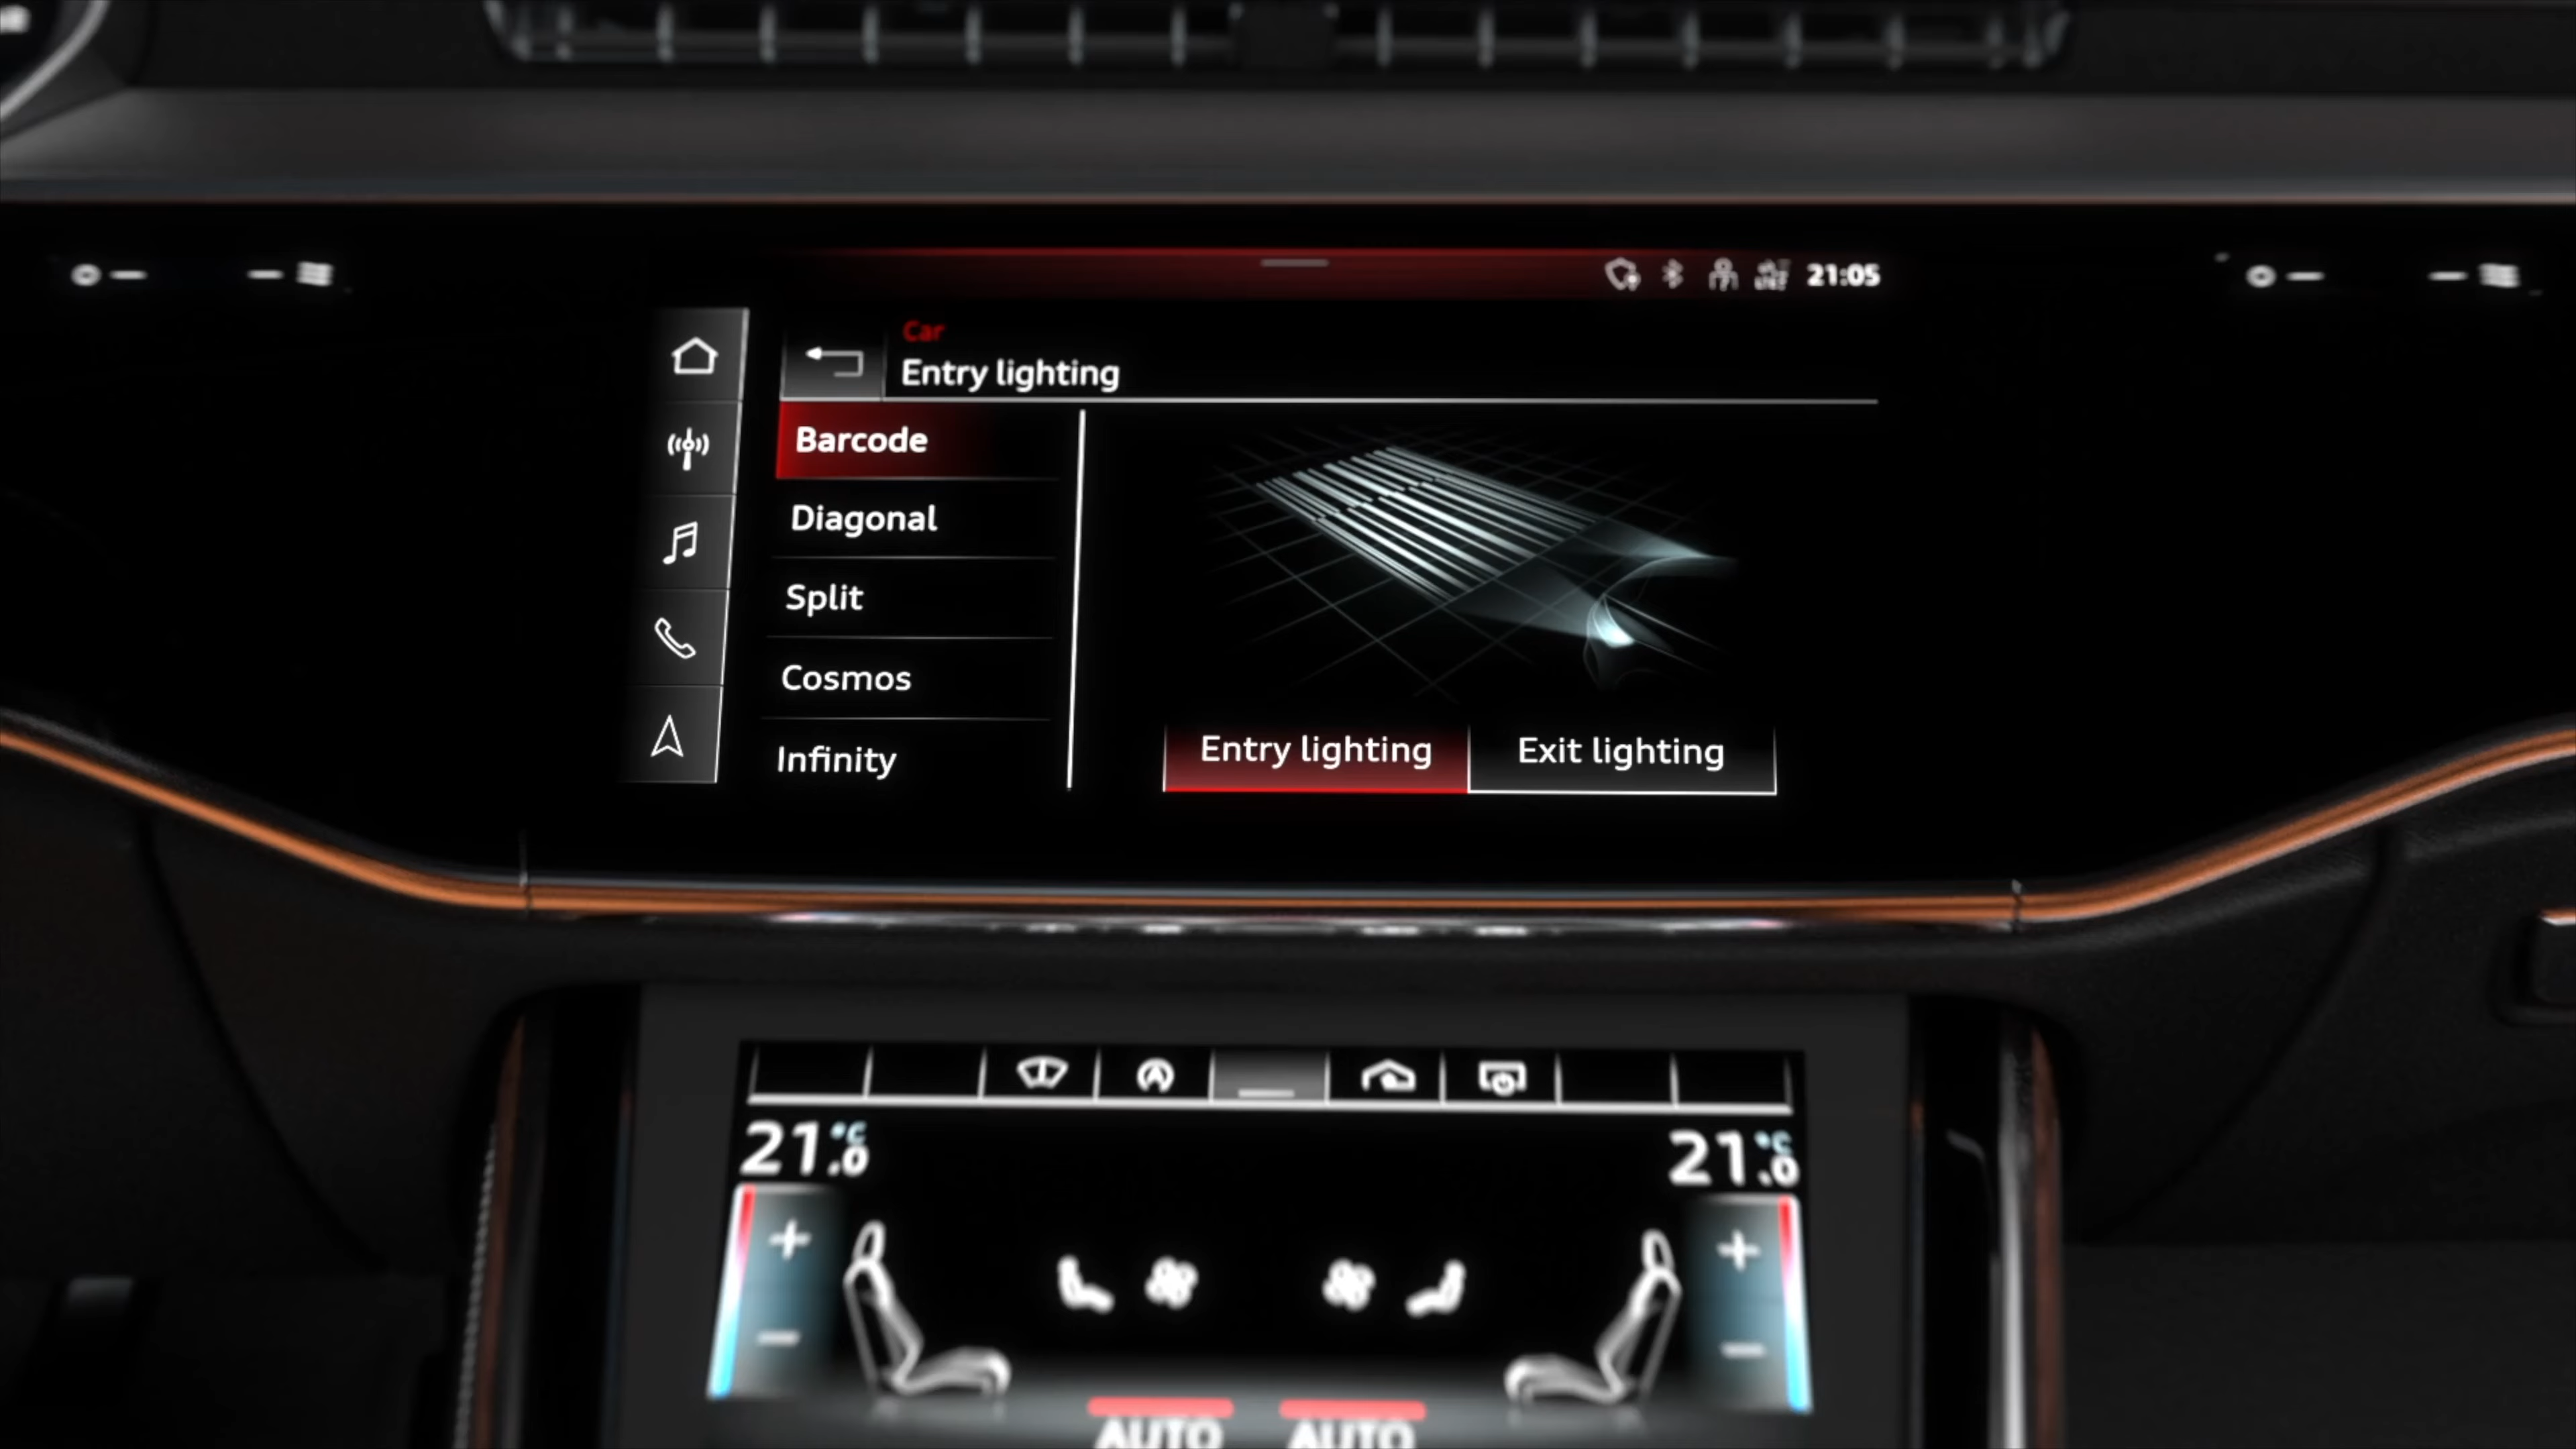 21:05
Car
Entry lighting
Barcode
Diagonal
Split
Cosmos
Infinity
Entry lighting
Exit lighting
21.0 °C
21.0 °C
AUTO
AUTO